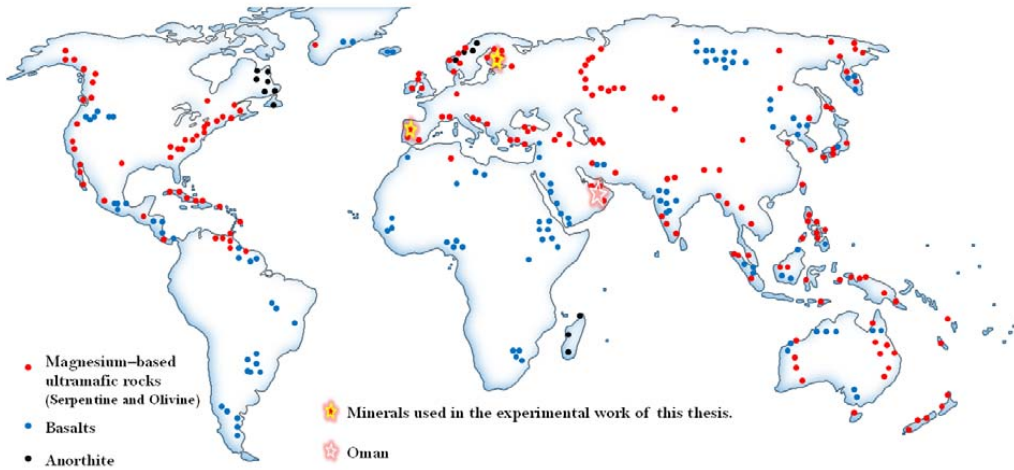 Magnesium–based
ultramafic rocks
(Serpentine and Olivine)
Basalts
Anorthite
Minerals used in the experimental work of this thesis.
Oman